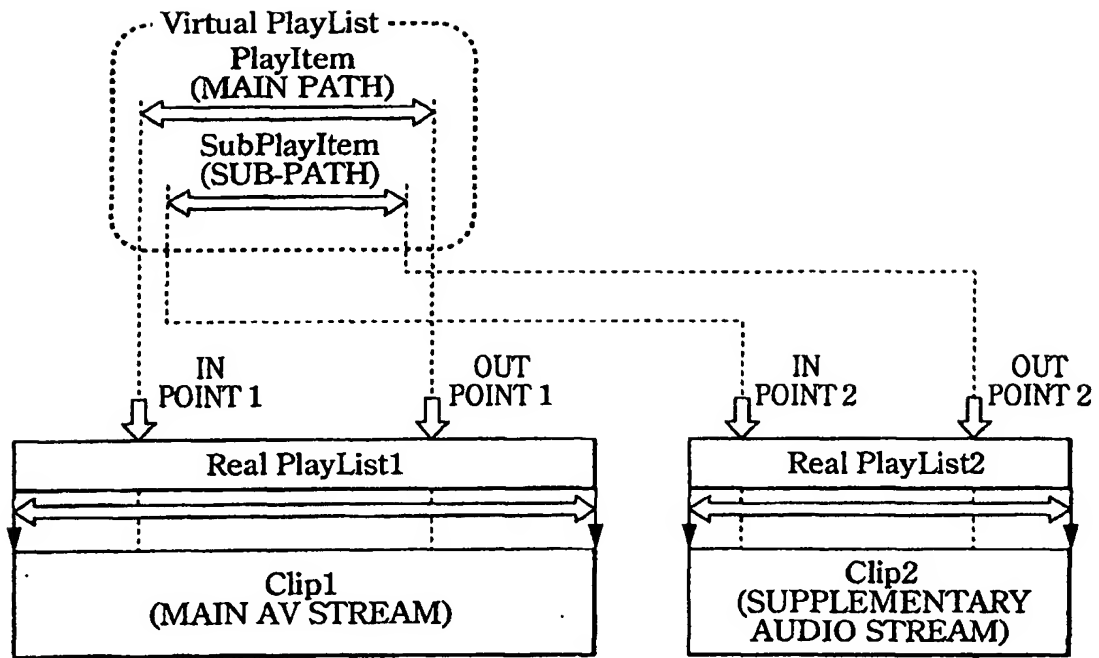 Virtual PlayList
PlayItem
(MAIN PATH)
SubPlayItem
(SUB-PATH)
IN
POINT 1
OUT
POINT 1
IN
POINT 2
OUT
POINT 2
Real PlayList1
Real PlayList2
Clip1
(MAIN AV STREAM)
Clip2
(SUPPLEMENTARY
AUDIO STREAM)